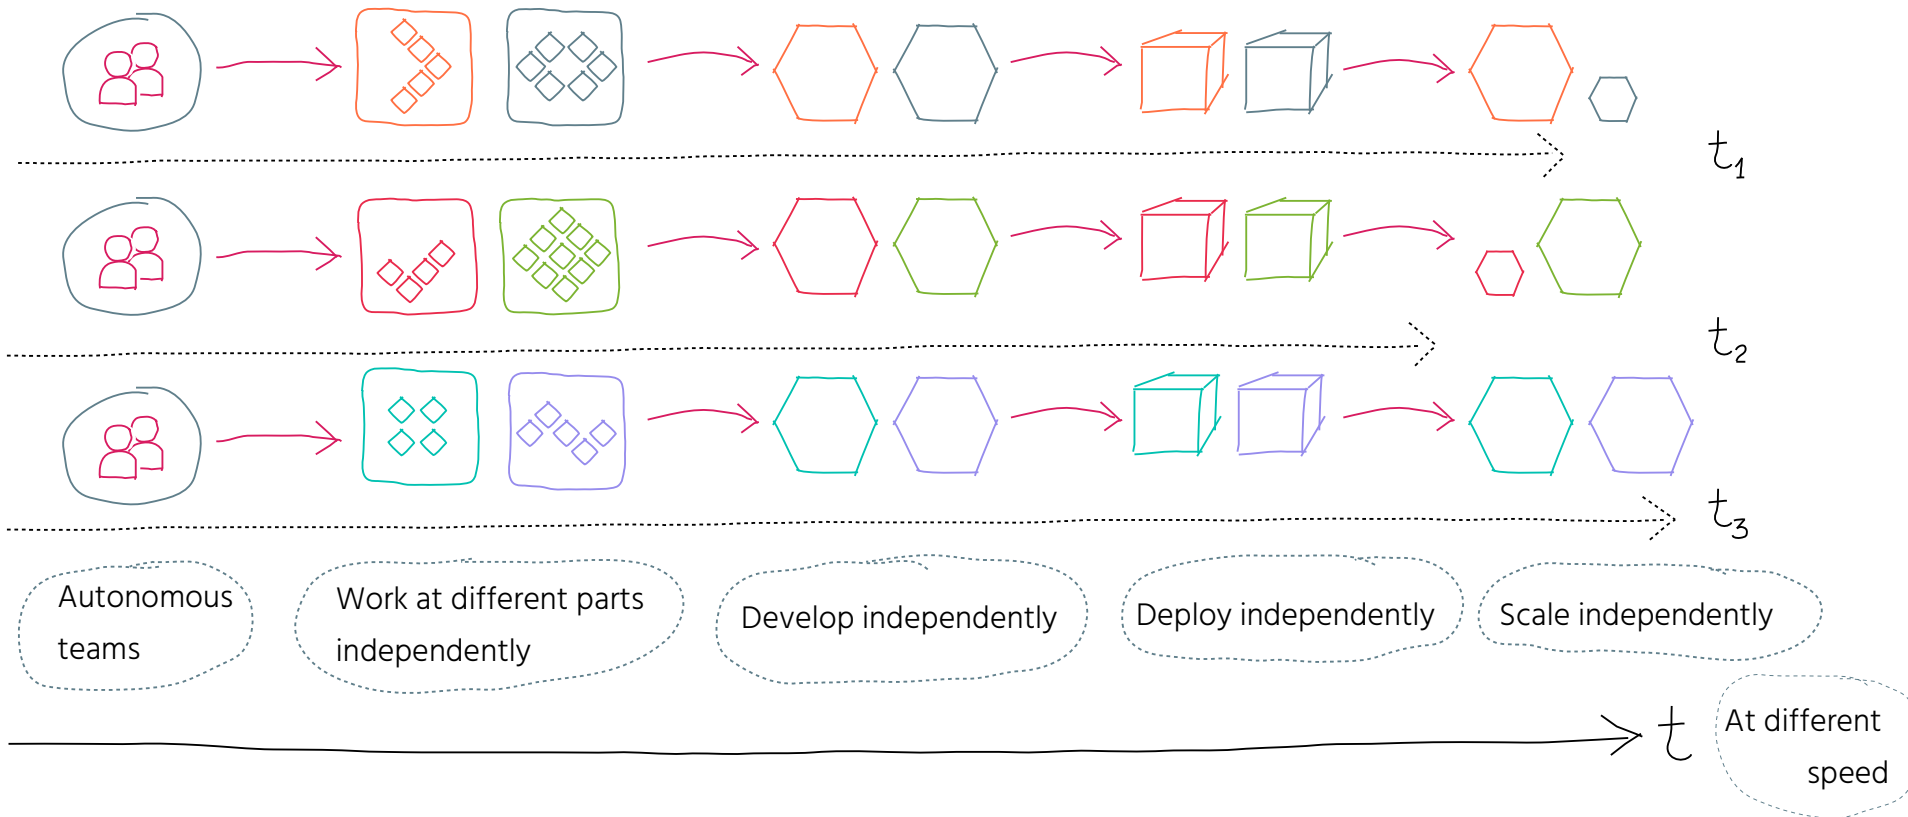 t1
t2
t3
Autonomous
teams
Work at different parts
independently
Develop independently
Deploy independently
Scale independently
t
At different
speed